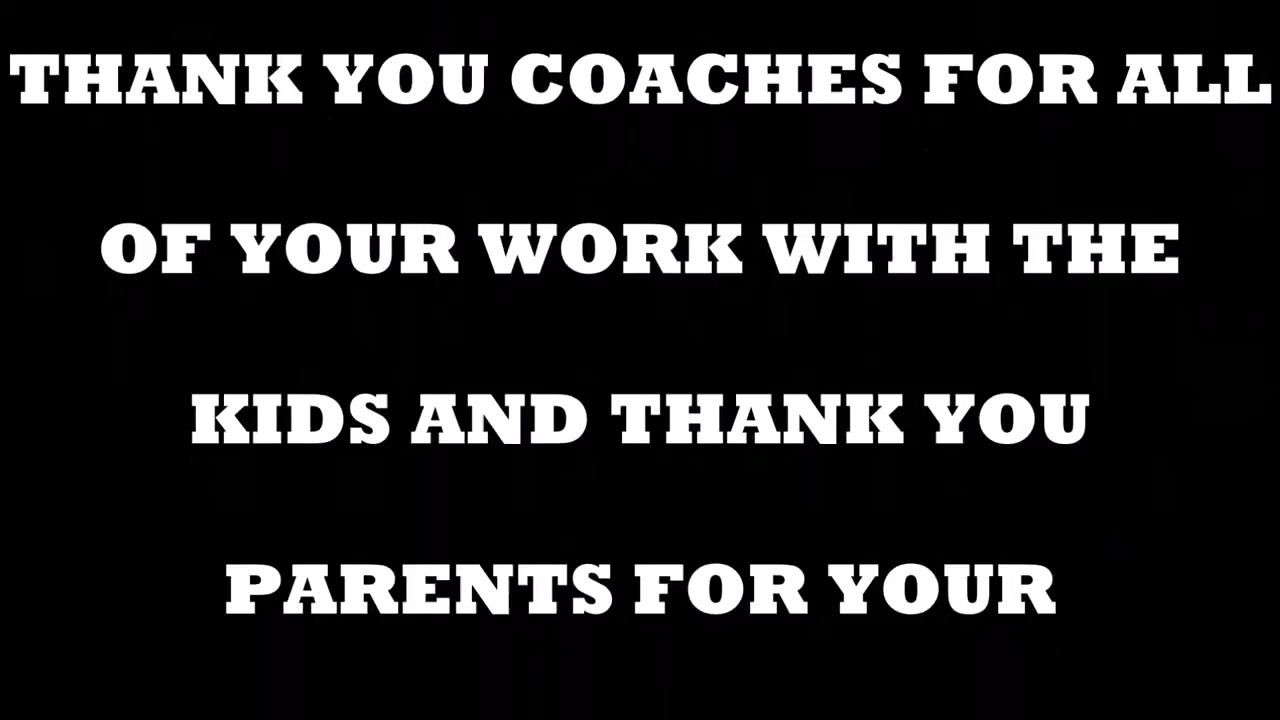 THANK YOU COACHES FOR ALL
OF YOUR WORK WITH THE
KIDS AND THANK YOU
PARENTS FOR YOUR